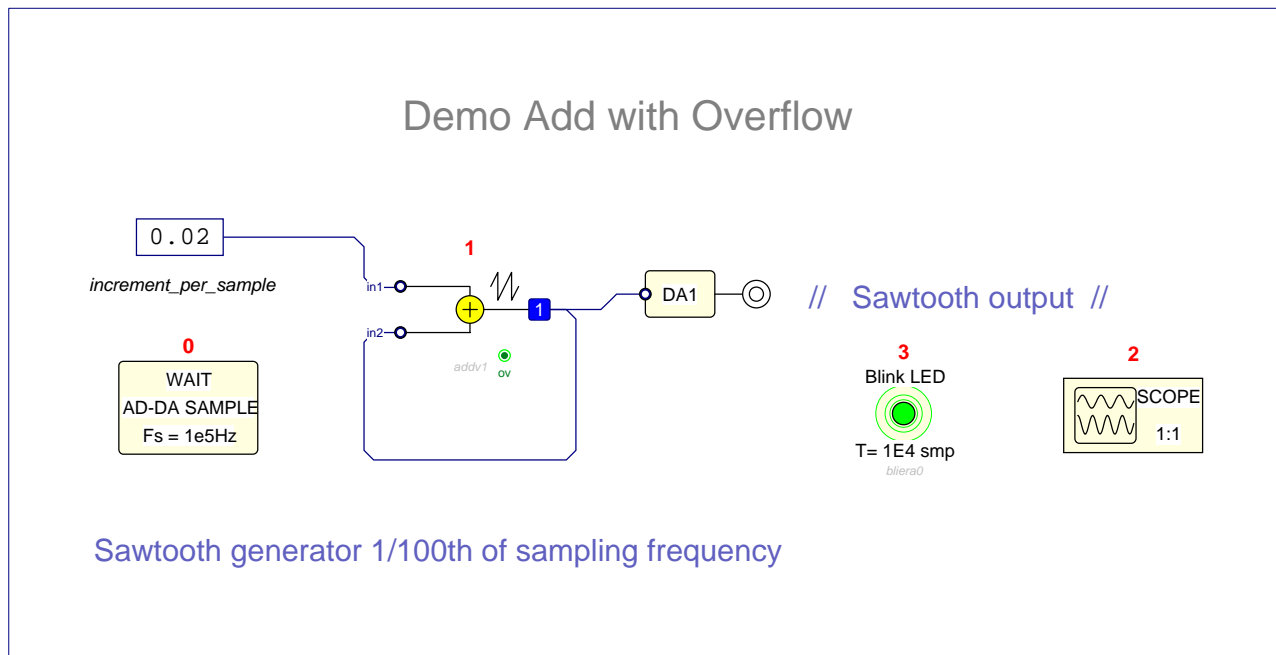 Demo Add with Overflow
0.02
increment_per_sample
1
in1
in2
1
addv1
ov
DA1
// Sawtooth output //
0
WAIT
AD-DA SAMPLE
Fs = 1e5Hz
3
Blink LED
T= 1E4 smp
bliera0
2
SCOPE
1:1
Sawtooth generator 1/100th of sampling frequency